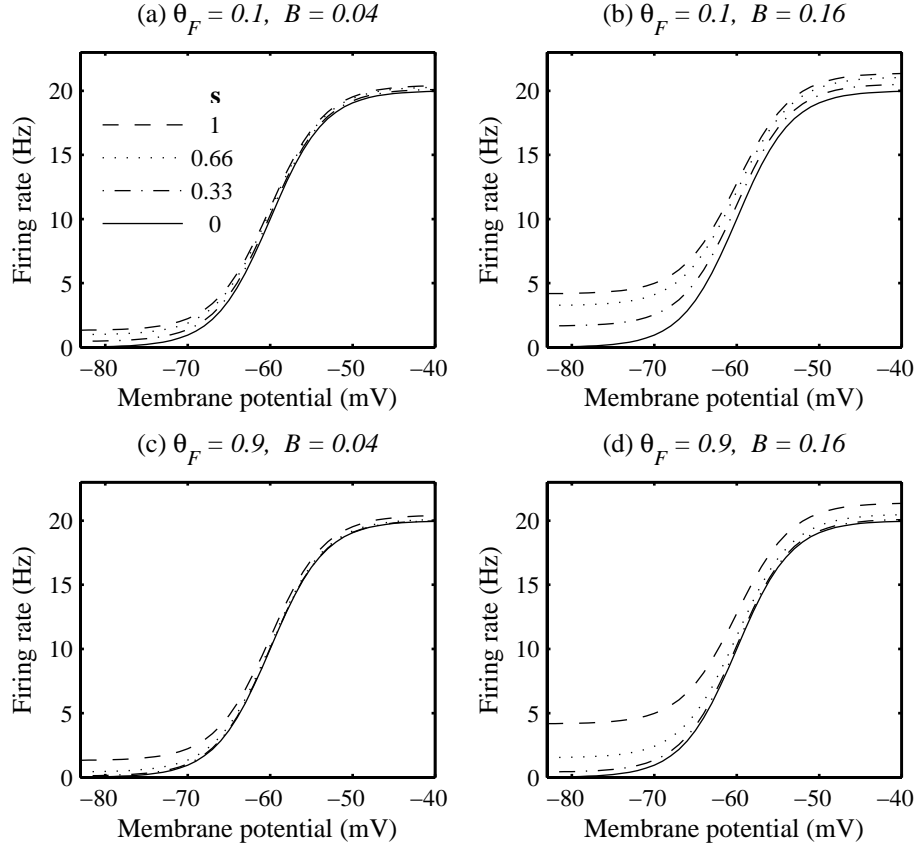 (a) θF = 0.1, B = 0.04
Firing rate (Hz)
20
15
10
5
0
s
1
0.66
0.33
0
−80 −70 −60 −50 −40
Membrane potential (mV)
(b) θF = 0.1, B = 0.16
Firing rate (Hz)
20
15
10
5
0
−80 −70 −60 −50 −40
Membrane potential (mV)
(c) θF = 0.9, B = 0.04
Firing rate (Hz)
20
15
10
5
0
−80 −70 −60 −50 −40
Membrane potential (mV)
(d) θF = 0.9, B = 0.16
Firing rate (Hz)
20
15
10
5
0
−80 −70 −60 −50 −40
Membrane potential (mV)